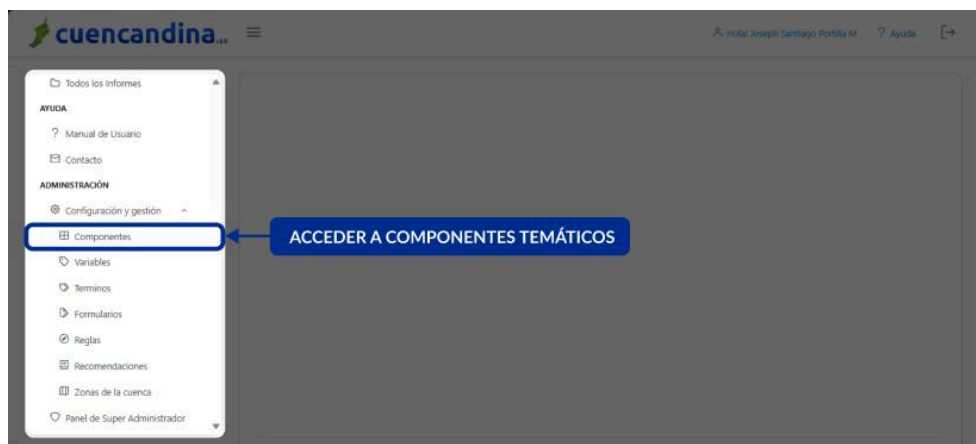 cuencandina
Hola! Joseph Santiago Portilla M
? Ayuda
Todos los Informes
AYUDA
? Manual de Usuario
Contacto
ADMINISTRACIÓN
Configuración y gestión
Componentes
ACCEDER A COMPONENTES TEMÁTICOS
Variables
Terminos
Formularios
Reglas
Recomendaciones
Zonas de la cuenca
Panel de Super Administrador